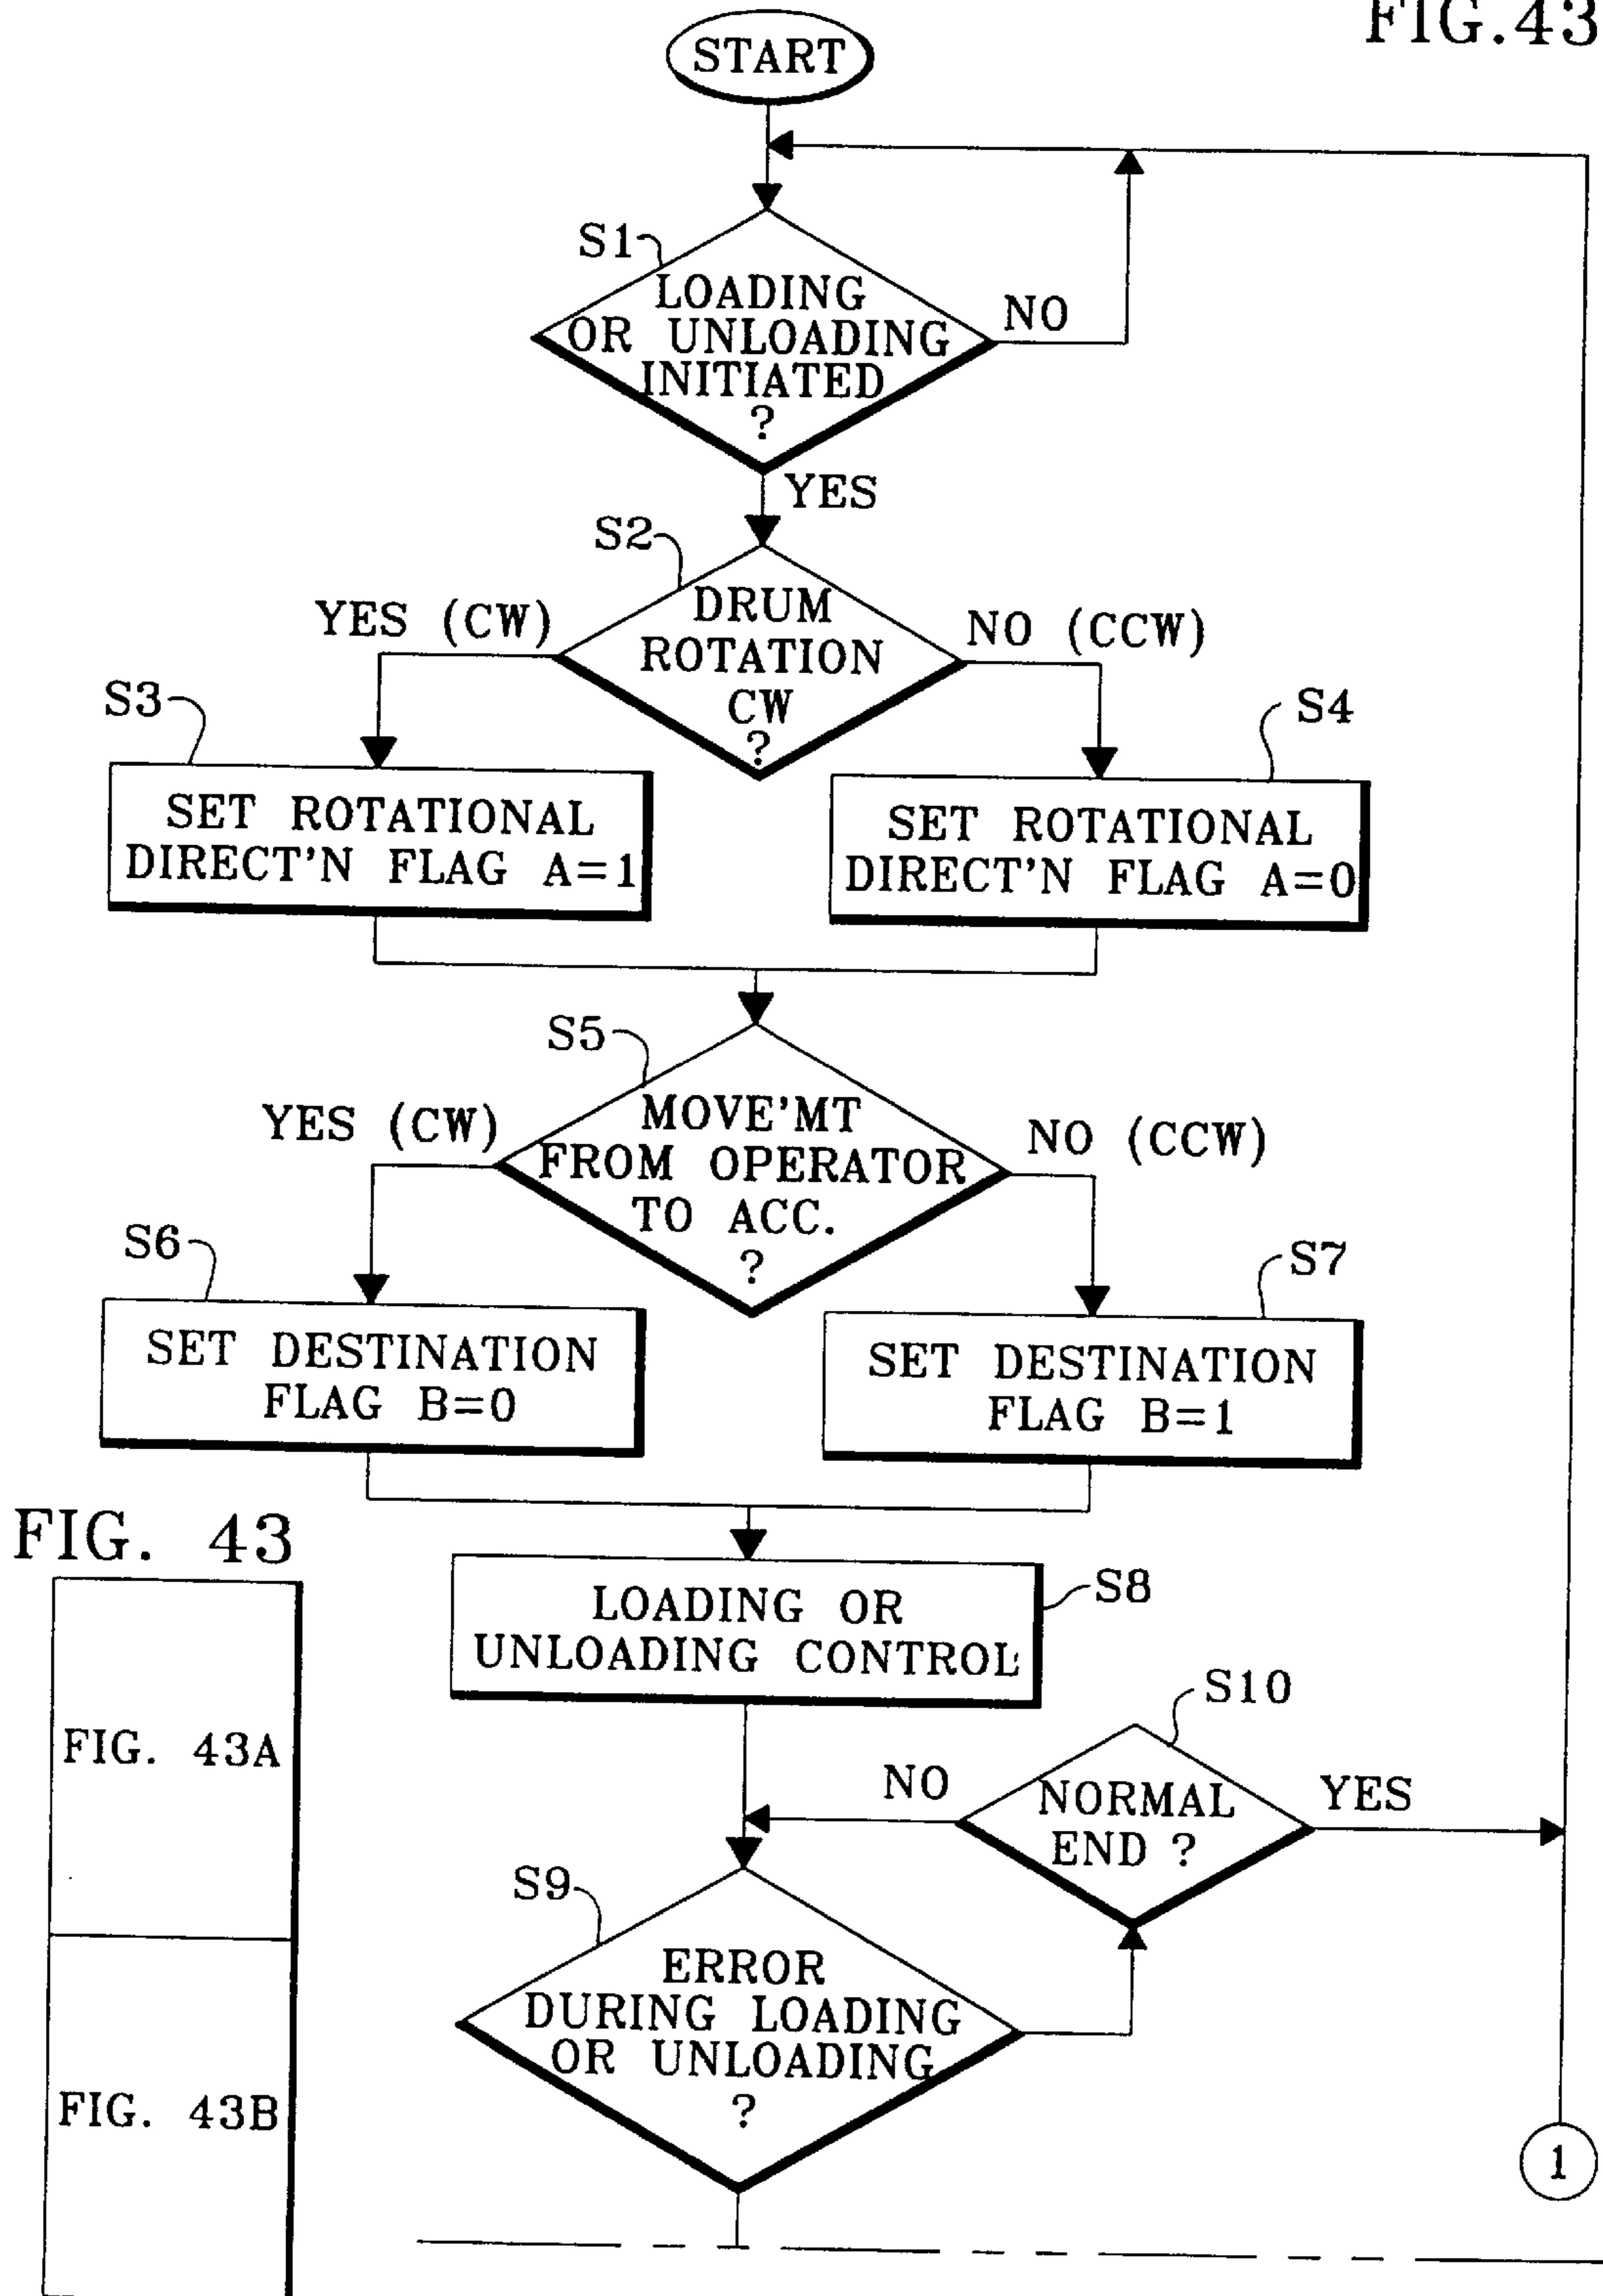 FIG.43
START
S1
LOADING
OR UNLOADING
INITIATED
?
NO
YES
S2
DRUM
ROTATION
CW
?
YES (CW)
NO (CCW)
S3
SET ROTATIONAL
DIRECT'N FLAG A=1
S4
SET ROTATIONAL
DIRECT'N FLAG A=0
S5
MOVE'MT
FROM OPERATOR
TO ACC.
?
YES (CW)
NO (CCW)
S6
SET DESTINATION
FLAG B=0
S7
SET DESTINATION
FLAG B=1
FIG. 43
FIG. 43A
FIG. 43B
LOADING OR
UNLOADING CONTROL
S8
S10
NORMAL
END ?
NO
YES
S9
ERROR
DURING LOADING
OR UNLOADING
?
1